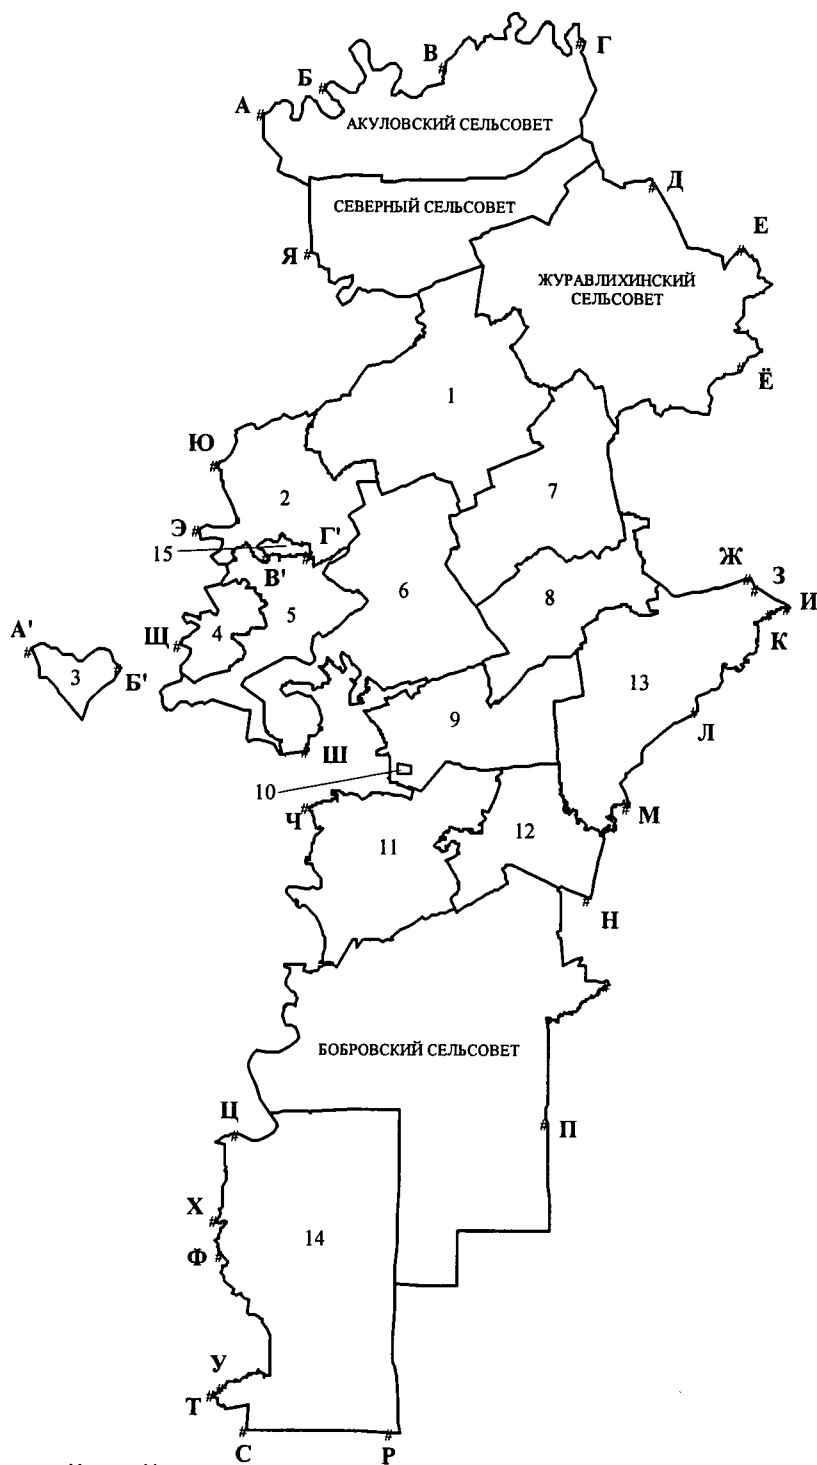 Г
В
Б
А
АКУЛОВСКИЙ СЕЛЬСОВЕТ
Д
СЕВЕРНЫЙ СЕЛЬСОВЕТ
Е
Я
ЖУРАВЛИХИНСКИЙ
СЕЛЬСОВЕТ
Ё
1
Ю
7
2
Э
Г'
15
В'
Ж
З
6
8
И
5
4
Щ
К
А'
3
Б'
13
9
Л
Ш
10
Ч
М
12
11
Н
БОБРОВСКИЙ СЕЛЬСОВЕТ
Ц
П
Х
14
Ф
У
Т
С
Р